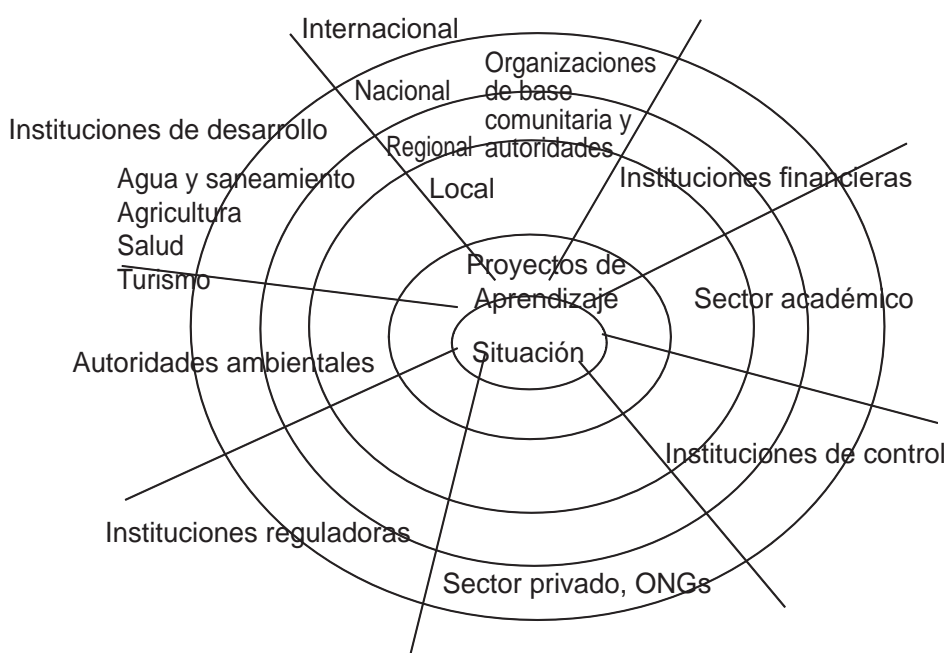 Internacional
Organizaciones
de base
comunitaria y
autoridades
Nacional
Instituciones de desarrollo
Regional
Agua y saneamiento
Agricultura
Salud
Turismo
Local
Instituciones financieras
Proyectos de
Aprendizaje
Sector académico
Situación
Autoridades ambientales
Instituciones de control
Instituciones reguladoras
Sector privado, ONGs